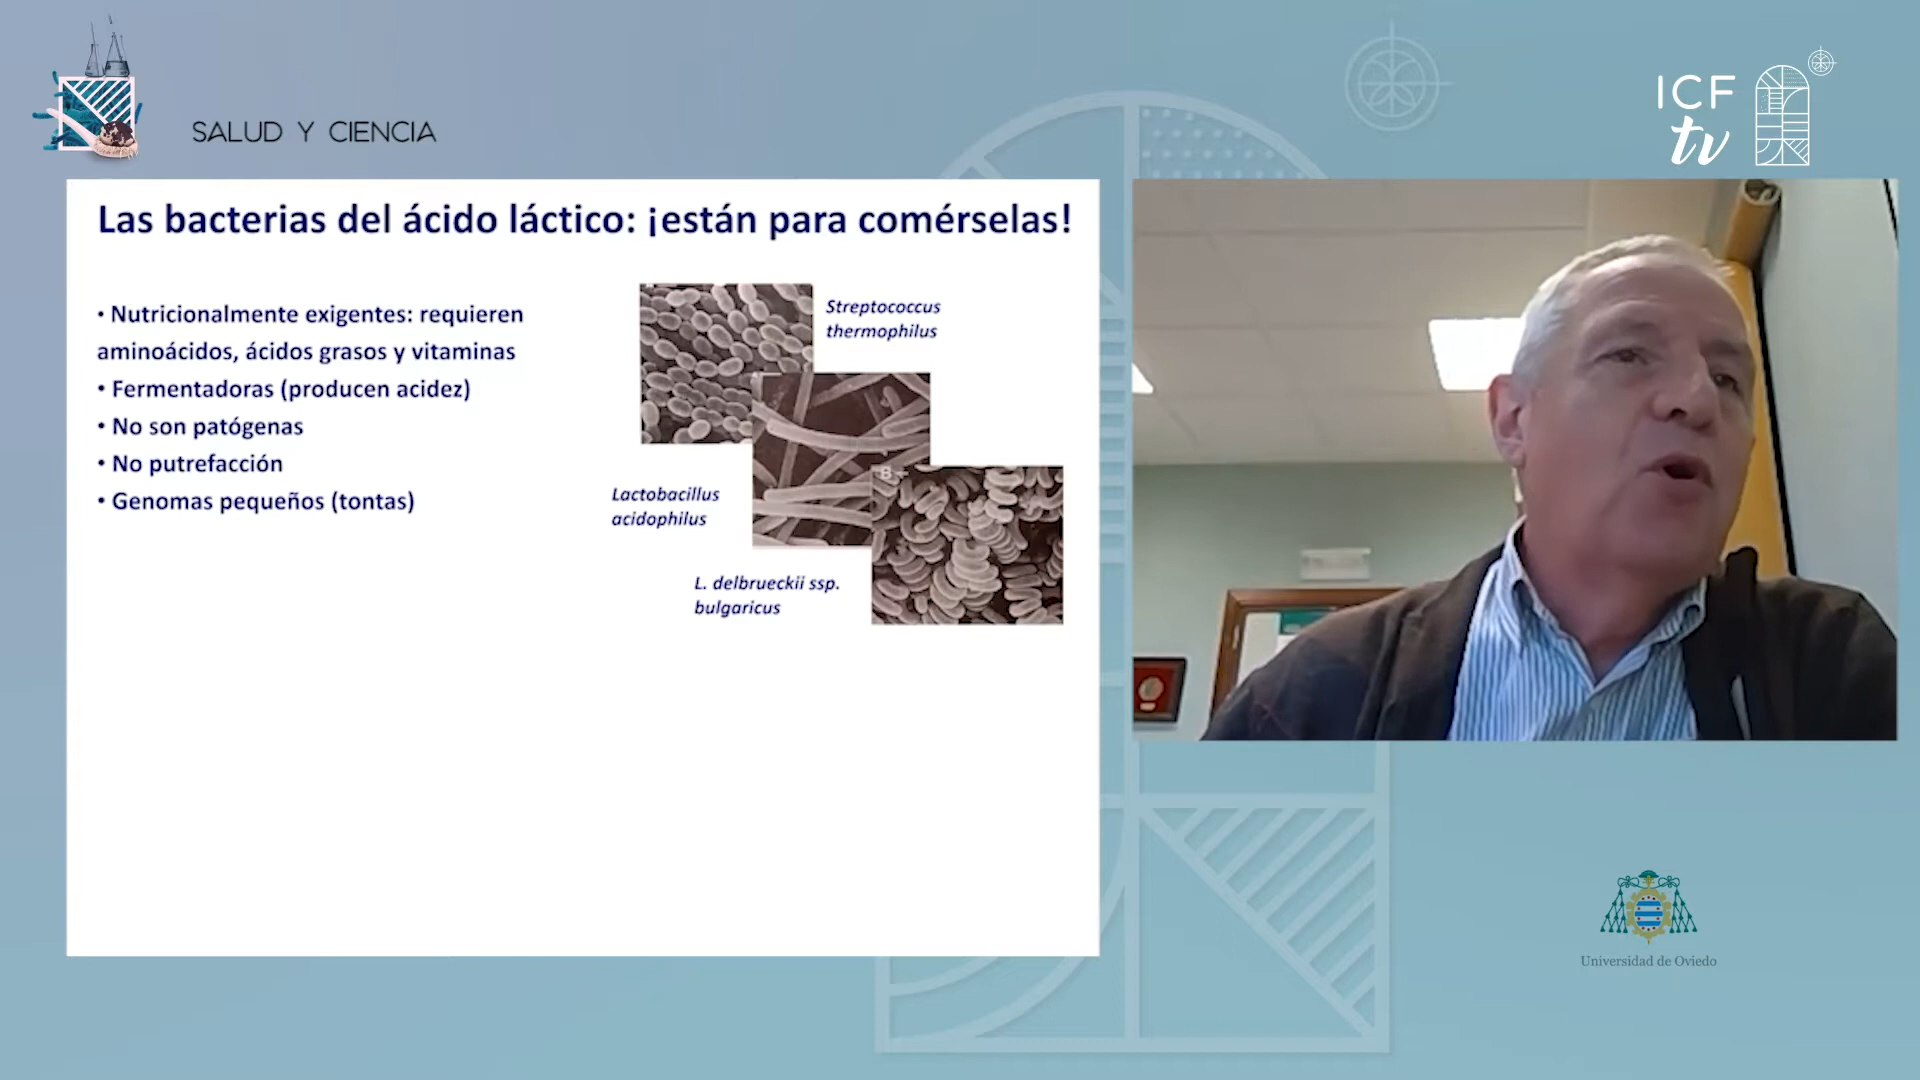 SALUD Y CIENCIA
ICF
tv
Las bacterias del ácido láctico: ¡están para comérselas!
• Nutricionalmente exigentes: requieren
aminoácidos, ácidos grasos y vitaminas
• Fermentadoras (producen acidez)
• No son patógenas
• No putrefacción
• Genomas pequeños (tontas)
Streptococcus
thermophilus
B
Lactobacillus
acidophilus
L. delbrueckii ssp.
bulgaricus
Universidad de Oviedo